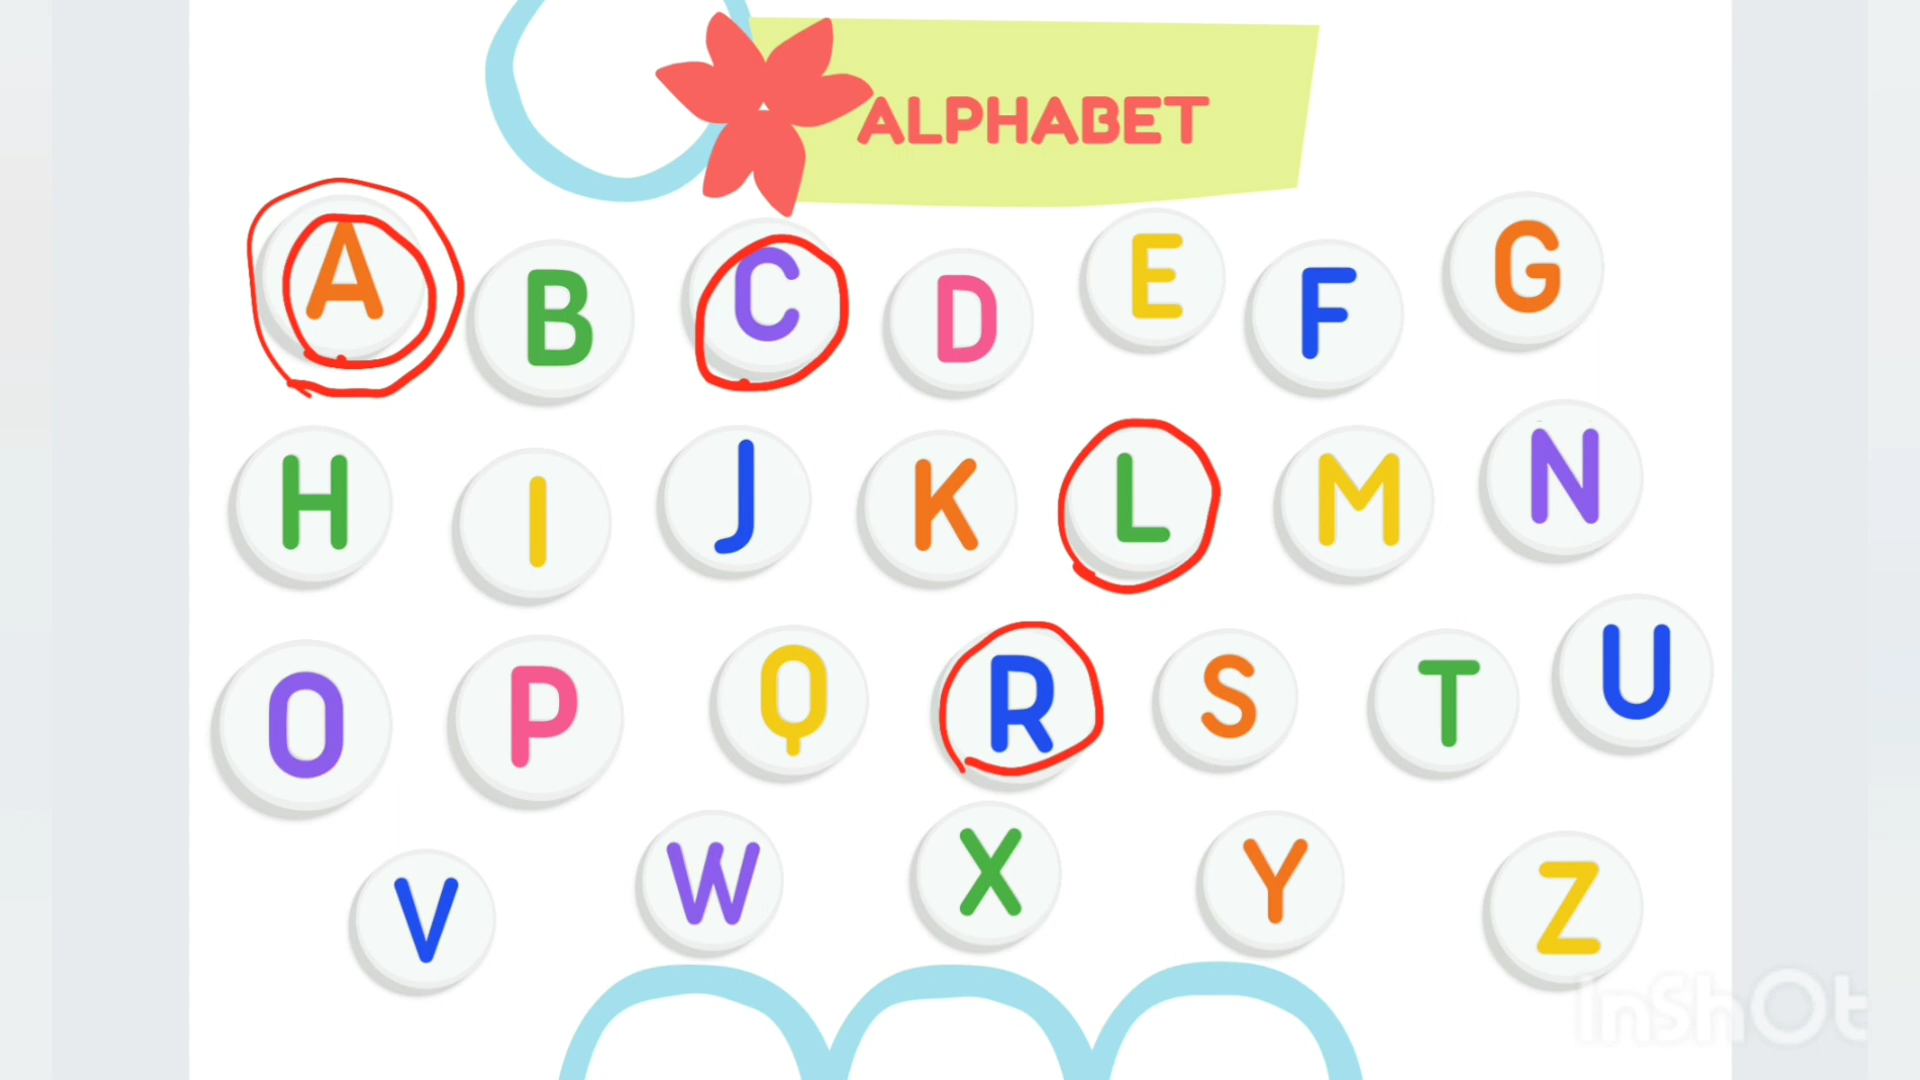 ALPHABET
A B C D E F G
H I J K L M N
O P Q R S T U
V W X Y Z
InShOt